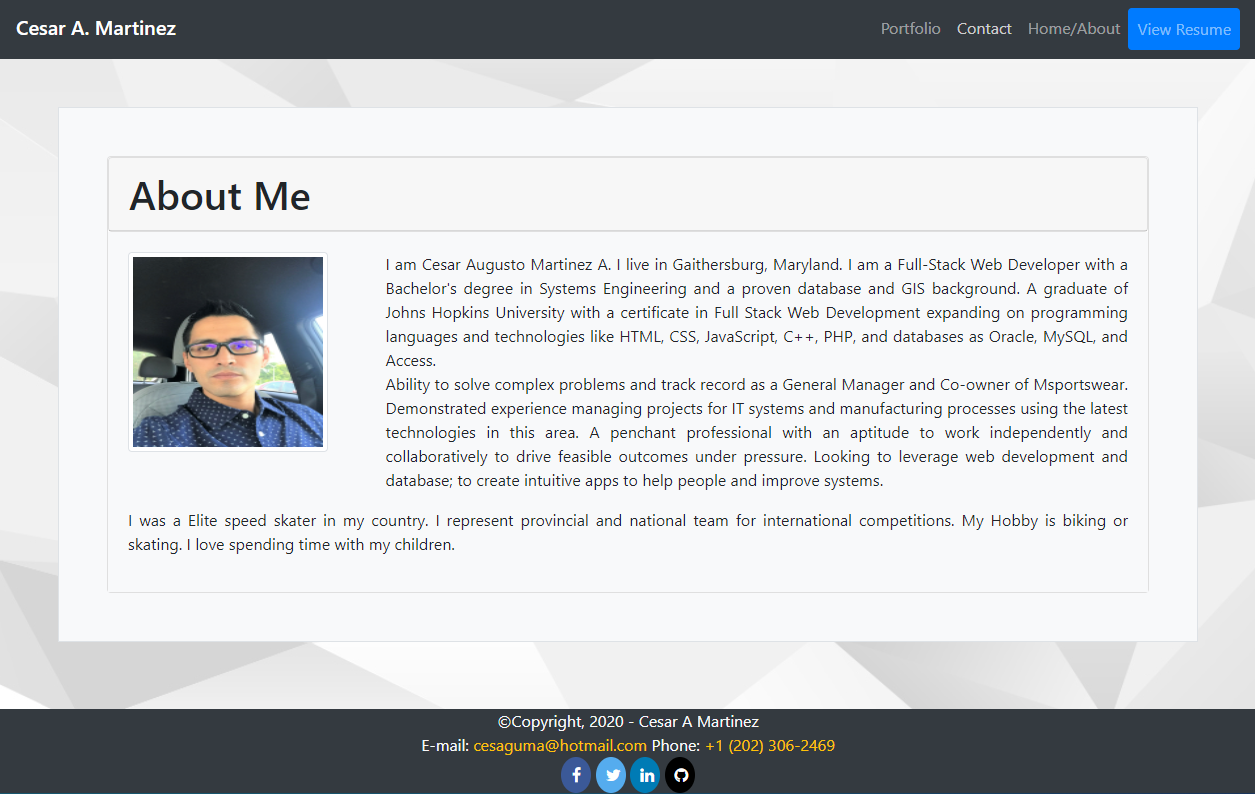 Cesar A. Martinez
Portfolio Contact Home/About View Resume
About Me
I am Cesar Augusto Martinez A. I live in Gaithersburg, Maryland. I am a Full-Stack Web Developer with a
Bachelor's degree in Systems Engineering and a proven database and GIS background. A graduate of
Johns Hopkins University with a certificate in Full Stack Web Development expanding on programming
languages and technologies like HTML, CSS, JavaScript, C++, PHP, and databases as Oracle, MySQL, and
Access.
Ability to solve complex problems and track record as a General Manager and Co-owner of Msportswear.
Demonstrated experience managing projects for IT systems and manufacturing processes using the latest
technologies in this area. A penchant professional with an aptitude to work independently and
collaboratively to drive feasible outcomes under pressure. Looking to leverage web development and
database; to create intuitive apps to help people and improve systems.
I was a Elite speed skater in my country. I represent provincial and national team for international competitions. My Hobby is biking or
skating. I love spending time with my children.
©Copyright, 2020 - Cesar A Martinez
E-mail: cesaguma@hotmail.com Phone: +1 (202) 306-2469